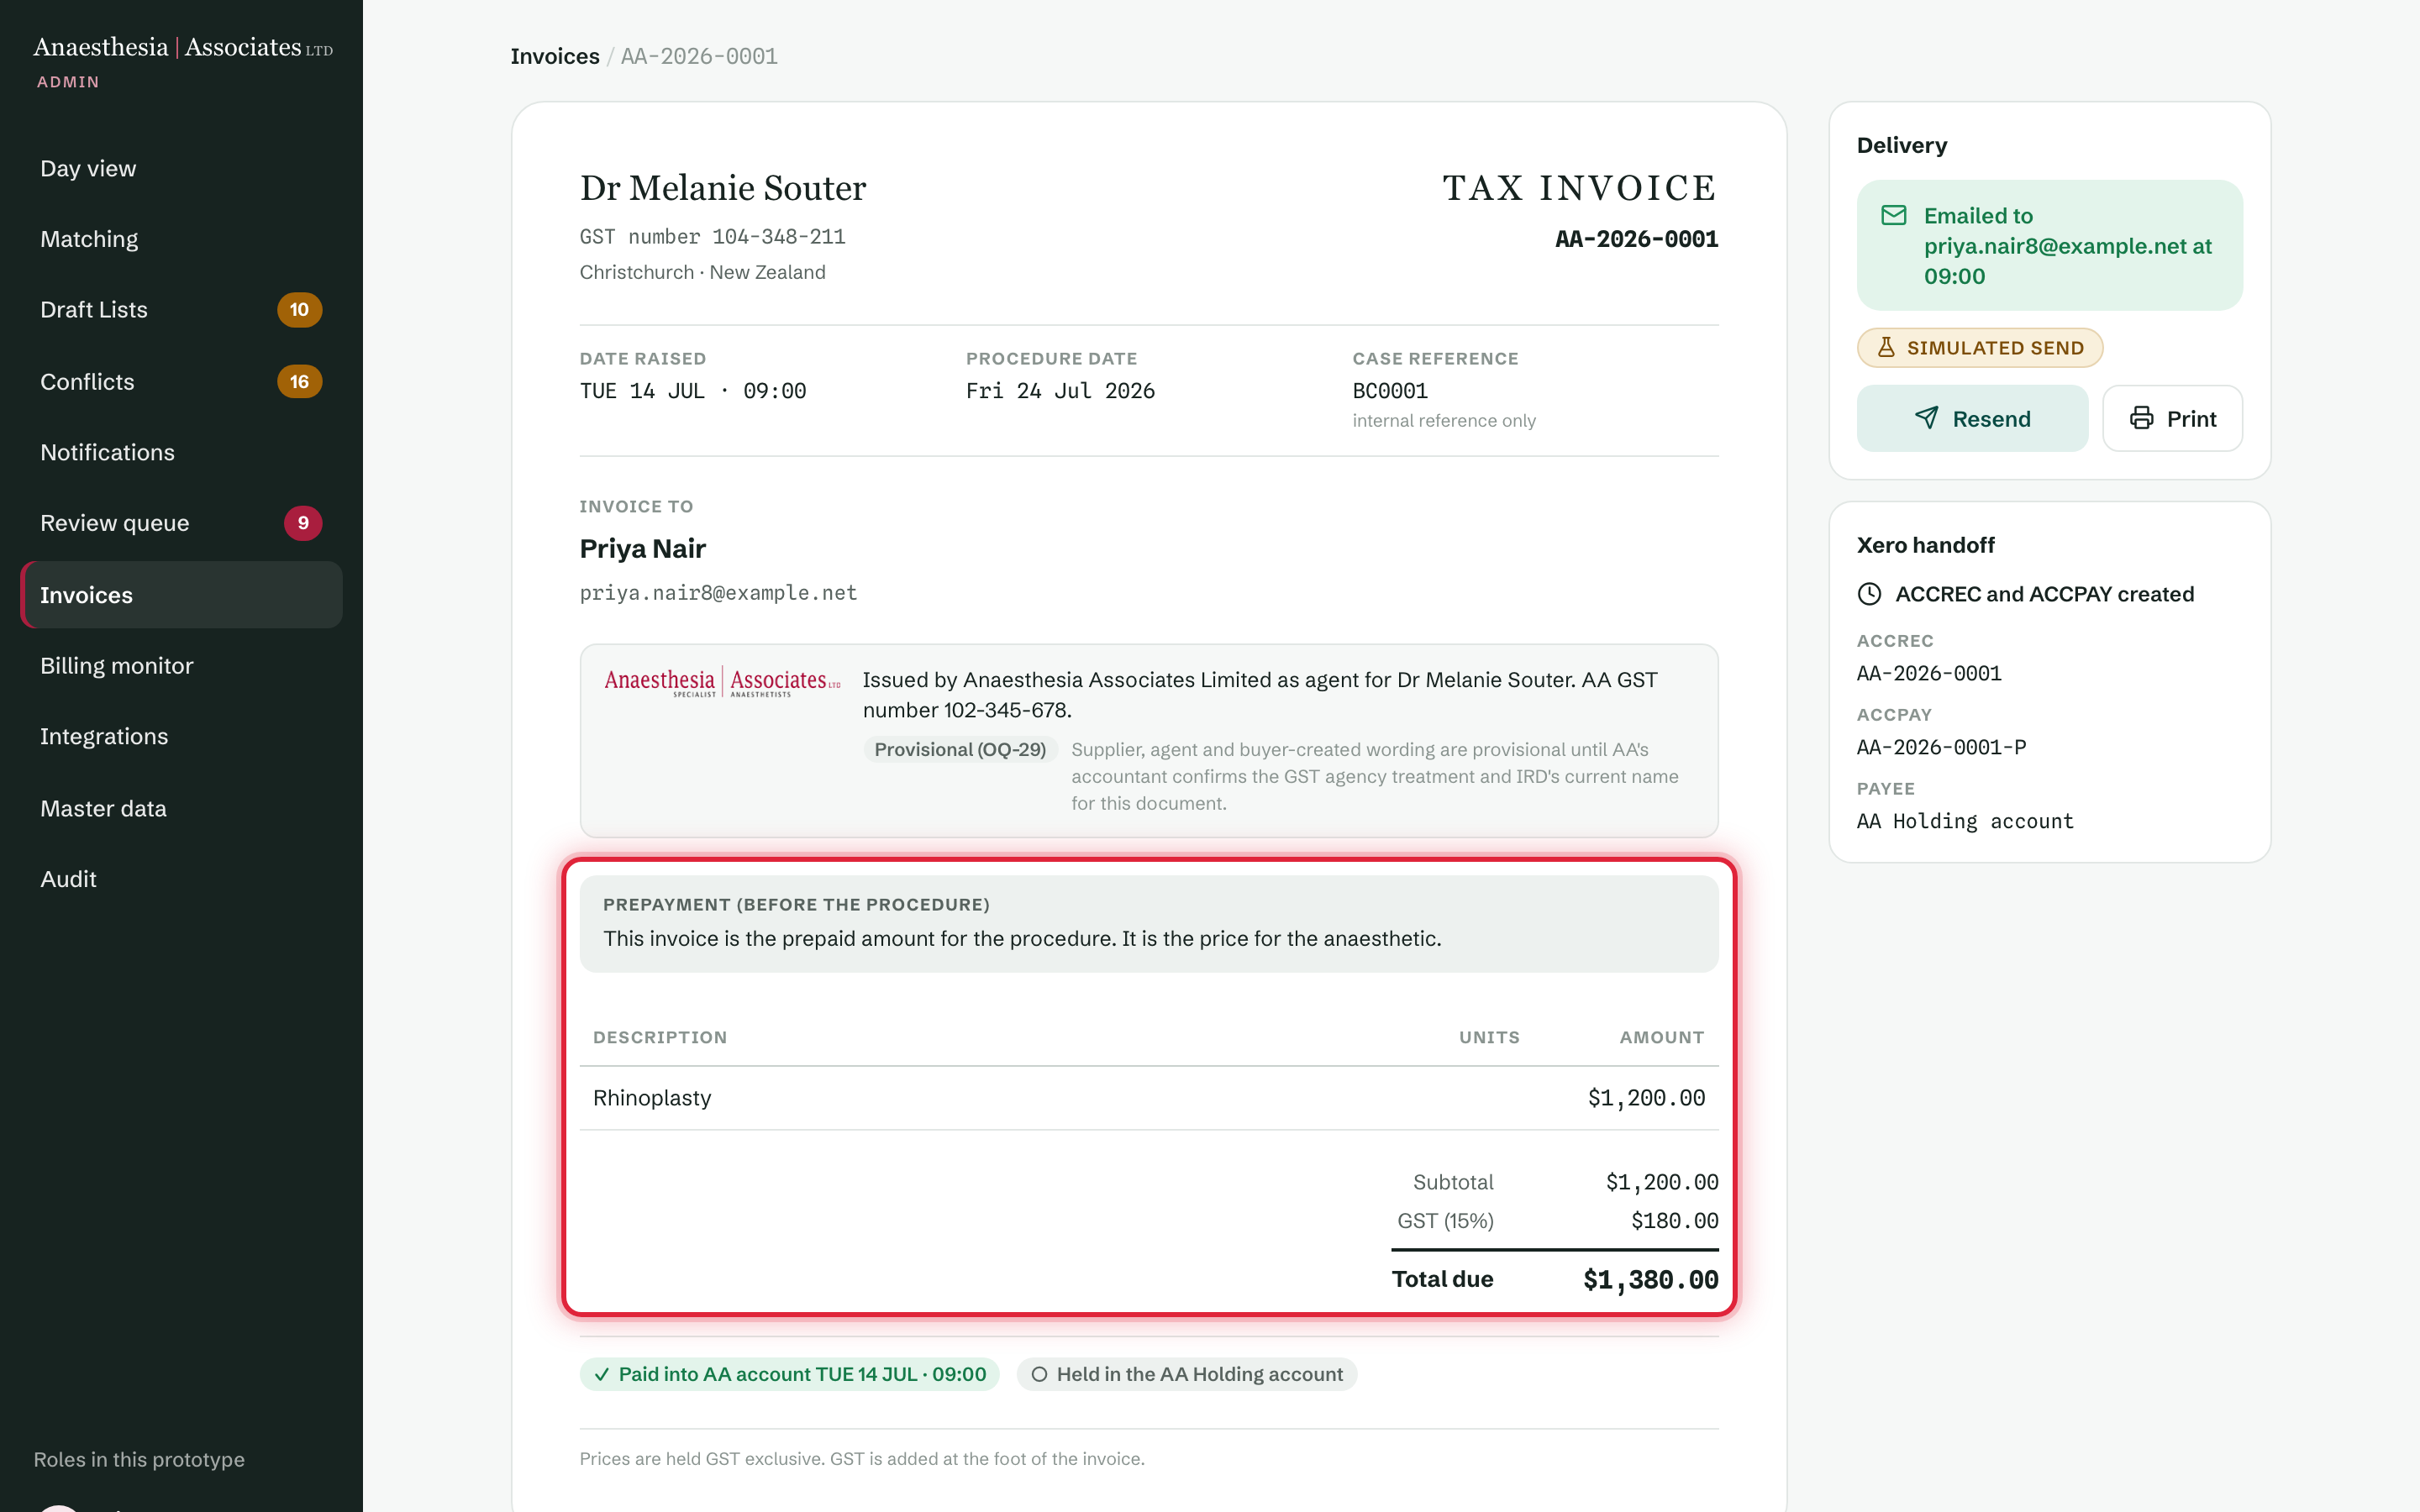 Anaesthesia | Associates LTD
ADMIN
Day view
Matching
Draft Lists 10
Conflicts 16
Notifications
Review queue 9
Invoices
Billing monitor
Integrations
Master data
Audit
Roles in this prototype
Invoices / AA-2026-0001
Dr Melanie Souter
GST number 104-348-211
Christchurch · New Zealand
TAX INVOICE
AA-2026-0001
DATE RAISED
TUE 14 JUL · 09:00
PROCEDURE DATE
Fri 24 Jul 2026
CASE REFERENCE
BC0001
internal reference only
INVOICE TO
Priya Nair
priya.nair8@example.net
Anaesthesia | Associates LTD
SPECIALIST ANAESTHETISTS
Issued by Anaesthesia Associates Limited as agent for Dr Melanie Souter. AA GST
number 102-345-678.
Provisional (OQ-29)
Supplier, agent and buyer-created wording are provisional until AA's
accountant confirms the GST agency treatment and IRD's current name
for this document.
PREPAYMENT (BEFORE THE PROCEDURE)
This invoice is the prepaid amount for the procedure. It is the price for the anaesthetic.
DESCRIPTION UNITS AMOUNT
Rhinoplasty $1,200.00
Subtotal $1,200.00
GST (15%) $180.00
Total due $1,380.00
Paid into AA account TUE 14 JUL · 09:00
Held in the AA Holding account
Prices are held GST exclusive. GST is added at the foot of the invoice.
Delivery
Emailed to
priya.nair8@example.net at
09:00
SIMULATED SEND
Resend
Print
Xero handoff
ACCREC and ACCPAY created
ACCREC
AA-2026-0001
ACCPAY
AA-2026-0001-P
PAYEE
AA Holding account